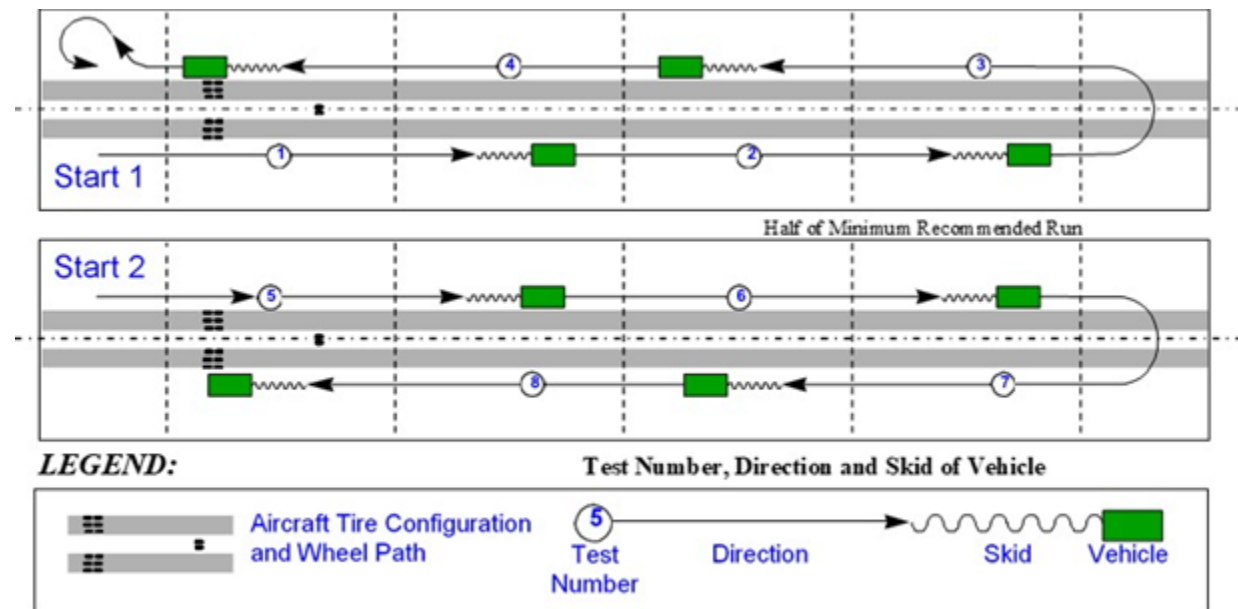 4
3
1
2
Start 1
Half of Minimum Recommended Run
Start 2
5
6
8
7
LEGEND:
Test Number, Direction and Skid of Vehicle
Aircraft Tire Configuration
and Wheel Path
5
Test
Number
Direction
Skid
Vehicle